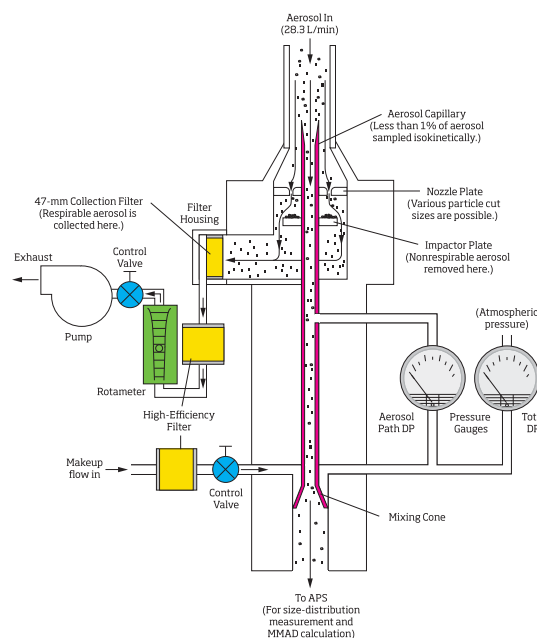 Aerosol In
(28.3 L/min)
Aerosol Capillary
(Less than 1% of aerosol
sampled isokinetically.)
47-mm Collection Filter
(Respirable aerosol is
collected here.)
Filter
Housing
Nozzle Plate
(Various particle cut
sizes are possible.)
Impactor Plate
(Nonrespirable aerosol
removed here.)
Exhaust
Control
Valve
Pump
(Atmospheric
pressure)
Rotameter
High-Efficiency
Filter
Aerosol
Path DP
Pressure
Gauges
Tot
DP
Makeup
flow in
Control
Valve
Mixing Cone
To APS
(For size-distribution
measurement and
MMAD calculation)